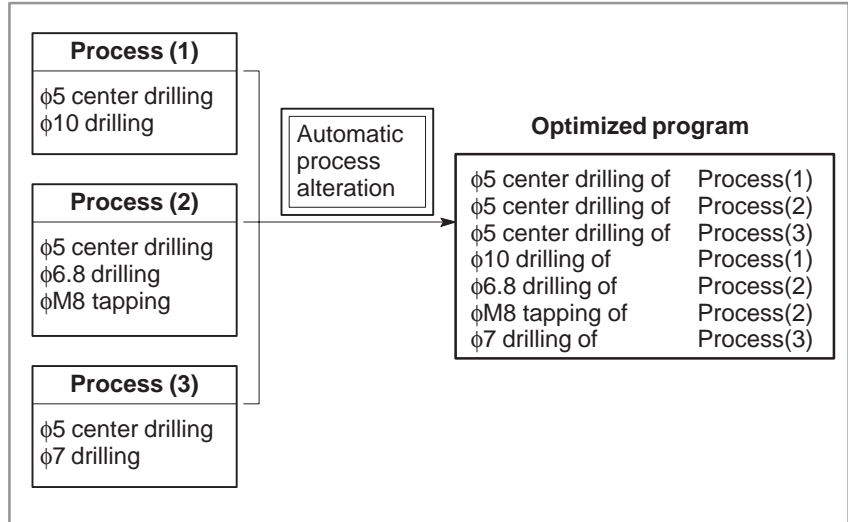 Process (1)
ϕ5 center drilling
ϕ10 drilling
Process (2)
ϕ5 center drilling
ϕ6.8 drilling
ϕM8 tapping
Process (3)
ϕ5 center drilling
ϕ7 drilling
Automatic
process
alteration
Optimized program
ϕ5 center drilling of Process(1)
ϕ5 center drilling of Process(2)
ϕ5 center drilling of Process(3)
ϕ10 drilling of Process(1)
ϕ6.8 drilling of Process(2)
ϕM8 tapping of Process(2)
ϕ7 drilling of Process(3)